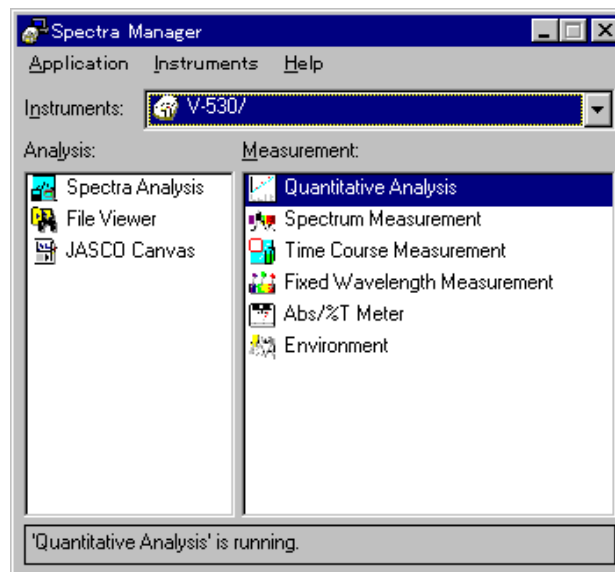 Spectra Manager
Application Instruments Help
Instruments: V-530/
Analysis: Measurement:
Spectra Analysis
File Viewer
JASCO Canvas
Quantitative Analysis
Spectrum Measurement
Time Course Measurement
Fixed Wavelength Measurement
Abs/%T Meter
Environment
'Quantitative Analysis' is running.